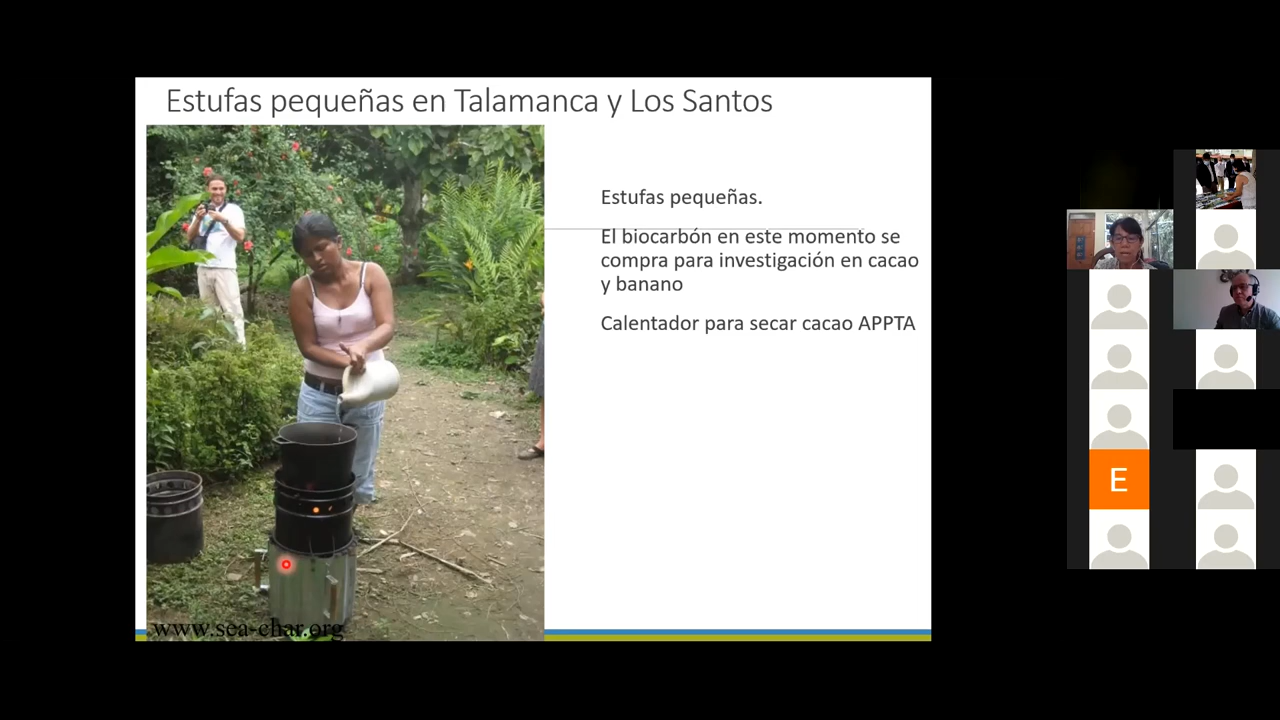 Estufas pequeñas en Talamanca y Los Santos
Estufas pequeñas.
El biocarbón en este momento se
compra para investigación en cacao
y banano
Calentador para secar cacao APPTA
www.sea-char.org
E